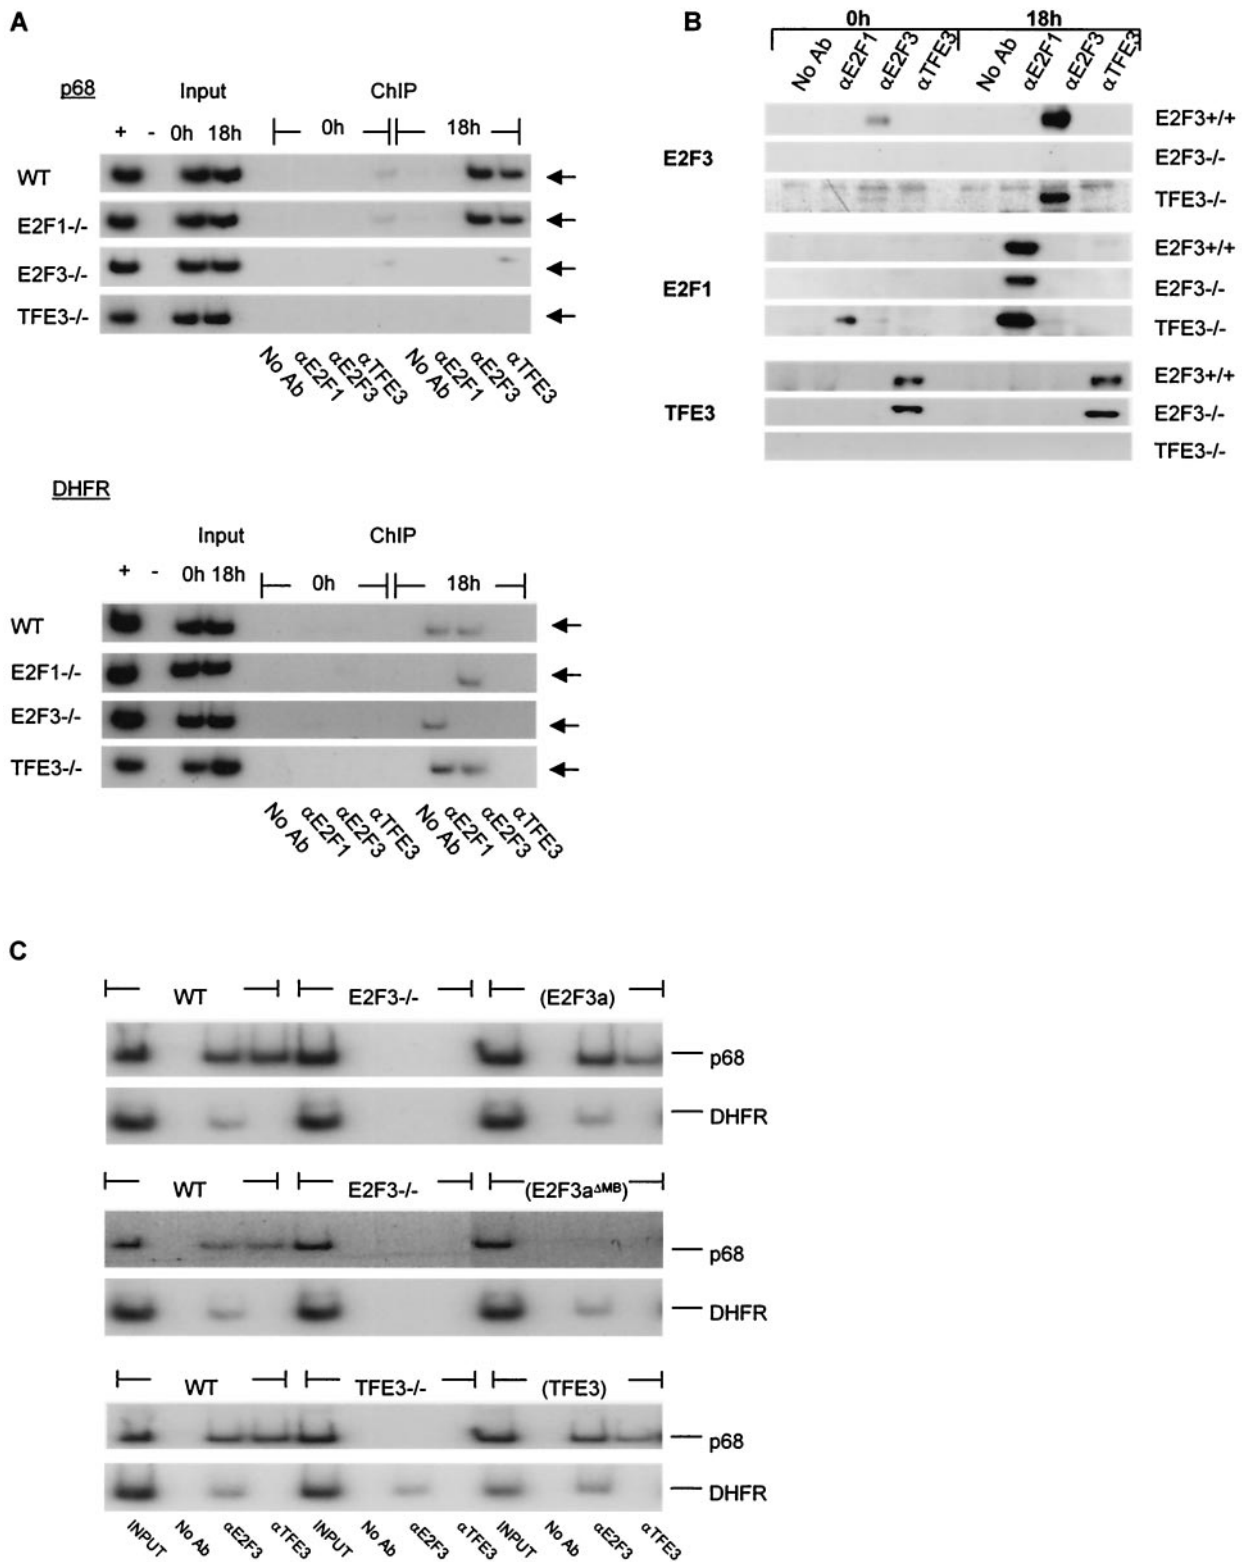 A
p68 Input ChIP
+ - 0h 18h 0h 18h
WT
E2F1-/-
E2F3-/-
TFE3-/-
No Ab αE2F1 αE2F3 αTFE3 No Ab αE2F1 αE2F3 αTFE3
DHFR
Input ChIP
+ - 0h 18h 0h 18h
WT
E2F1-/-
E2F3-/-
TFE3-/-
No Ab αE2F1 αE2F3 αTFE3 No Ab αE2F1 αE2F3 αTFE3
B
0h 18h
No Ab αE2F1 αE2F3 αTFE3 No Ab αE2F1 αE2F3 αTFE3
E2F3+/+
E2F3 E2F3-/-
TFE3-/-
E2F3+/+
E2F1 E2F3-/-
TFE3-/-
E2F3+/+
TFE3 E2F3-/-
TFE3-/-
C
WT E2F3-/- (E2F3a)
p68
DHFR
WT E2F3-/- (E2F3aΔMB)
p68
DHFR
WT TFE3-/- (TFE3)
p68
DHFR
INPUT No Ab αE2F3 αTFE3 INPUT No Ab αE2F3 αTFE3 INPUT No Ab αE2F3 αTFE3